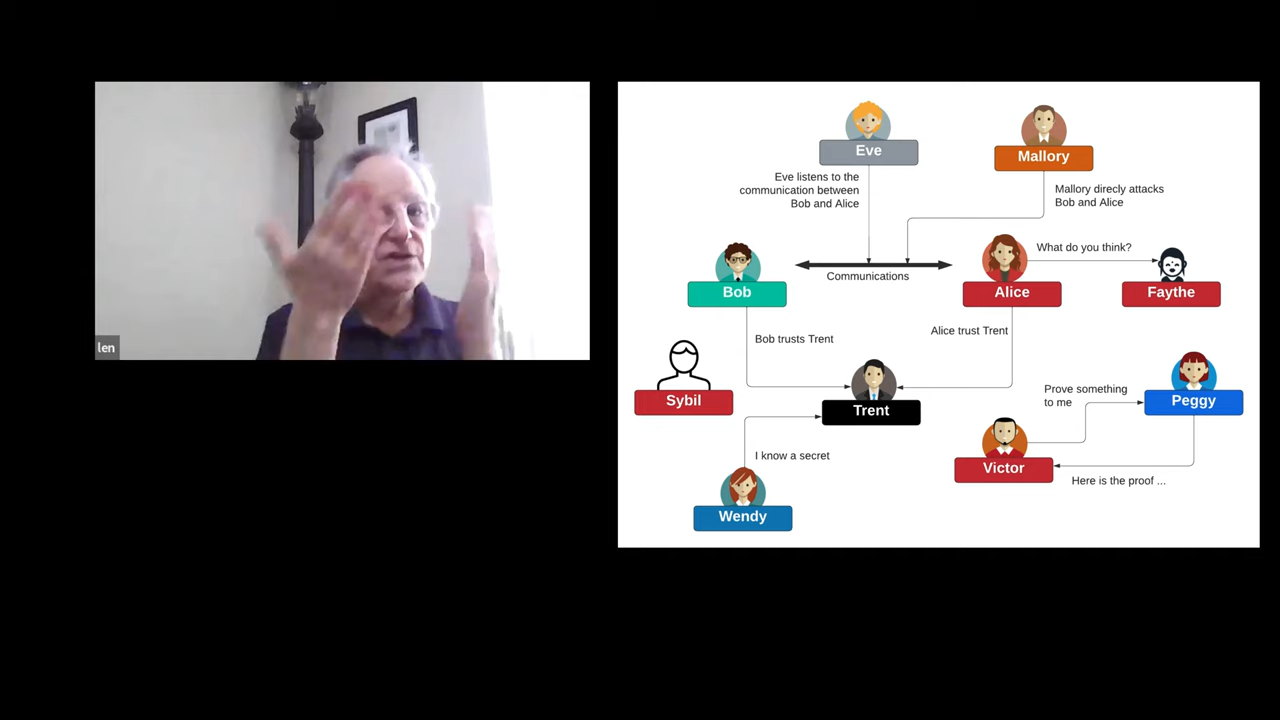 len
Eve
Mallory
Eve listens to the
communication between
Bob and Alice
Mallory direcly attacks
Bob and Alice
What do you think?
Communications
Bob
Alice
Faythe
Bob trusts Trent
Alice trust Trent
Sybil
Trent
Prove something
to me
Peggy
I know a secret
Victor
Here is the proof ...
Wendy